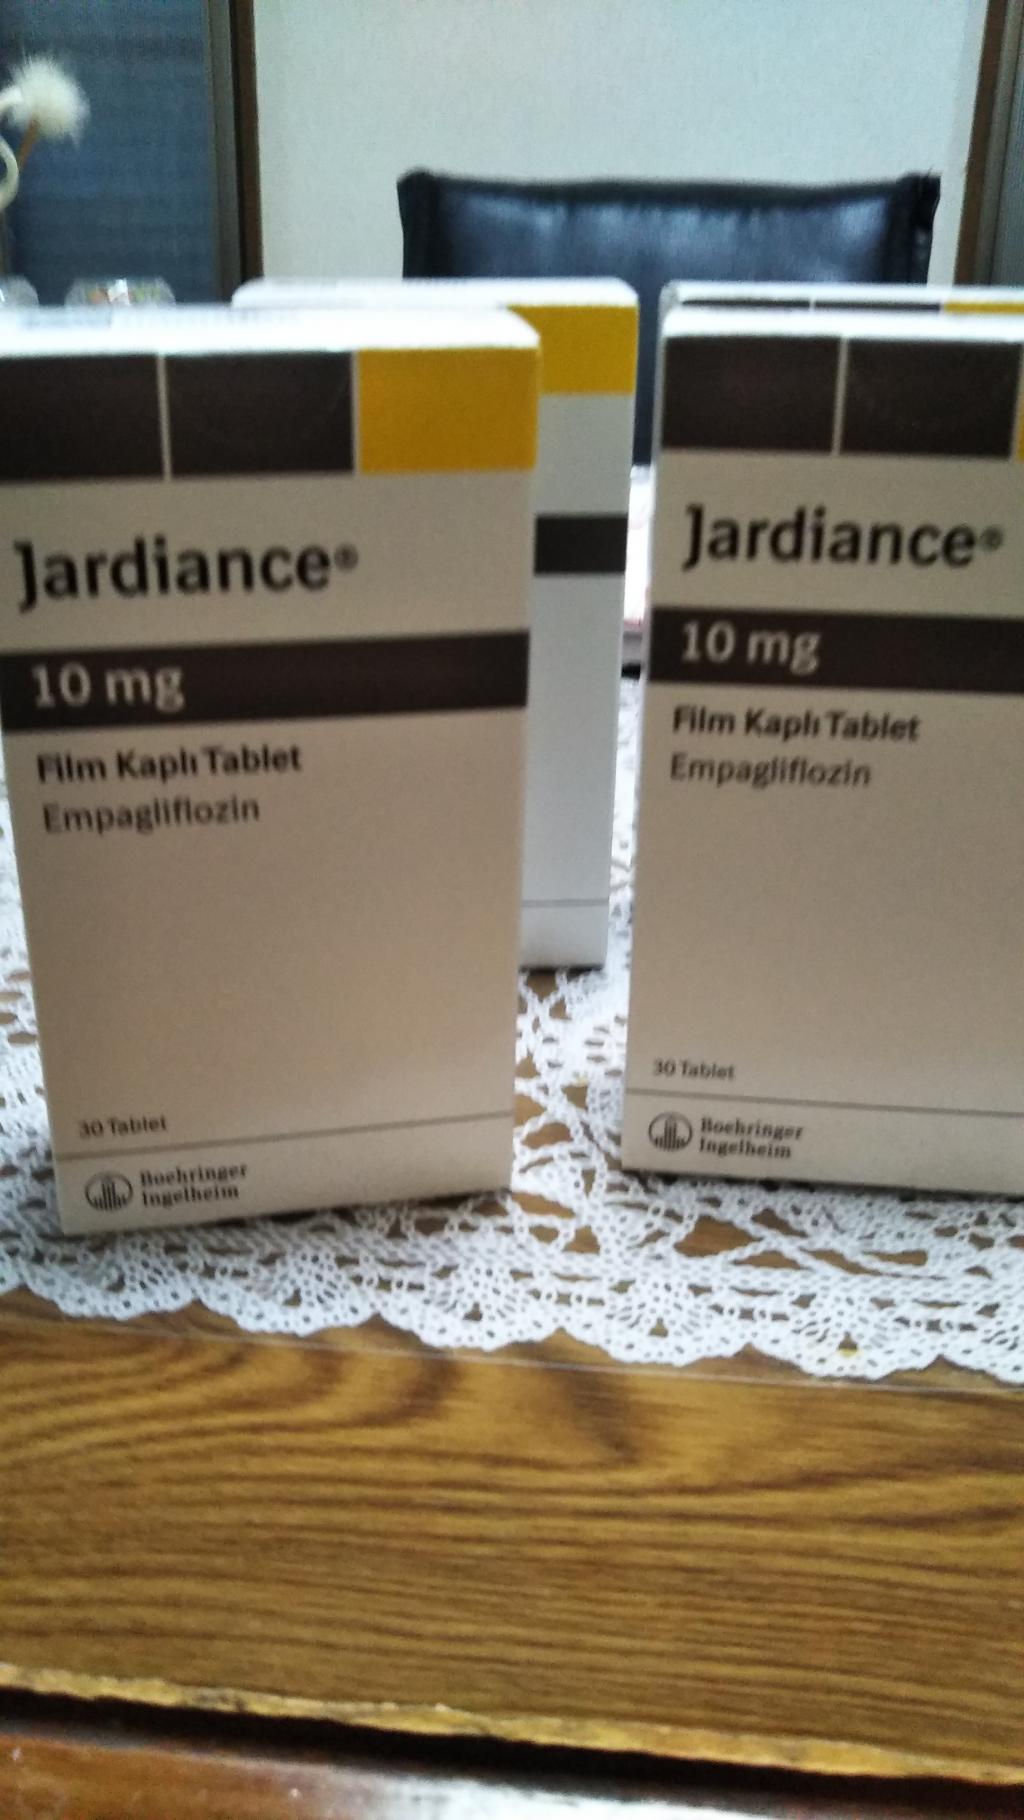 Jardiance®
10 mg
Film Kaplı Tablet
Empagliflozin
30 Tablet
Boehringer
Ingelheim
Jardiance®
10 mg
Film Kaplı Tablet
Empagliflozin
30 Tablet
Boehringer
Ingelheim